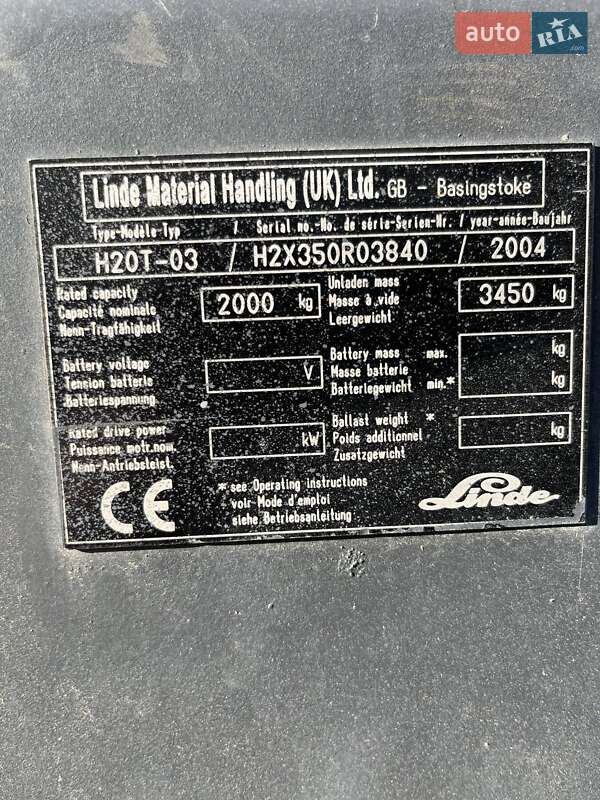 auto RIA .com
Linde Material Handling (UK) Ltd. GB - Basingstoke
Type-Modèle-Typ / Serial no.-No. de série-Serien-Nr. / year-année-Baujahr
H20T-03 / H2X350R03840 / 2004
Rated capacity
Capacité nominale
Nenn-Tragfähigkeit
2000 kg
Unladen mass
Masse à vide
Leergewicht
3450 kg
Battery voltage
Tension batterie
Batteriespannung
V
Battery mass max.
Masse batterie
Batteriegewicht min.*
kg
kg
Rated drive power
Puissance motr.nom.
Nenn-Antriebsleist.
kW
Ballast weight *
Poids additionnel
Zusatzgewicht
kg
CE
* see Operating Instructions
voir Mode d'emploi
siehe Betriebsanleitung
Linde